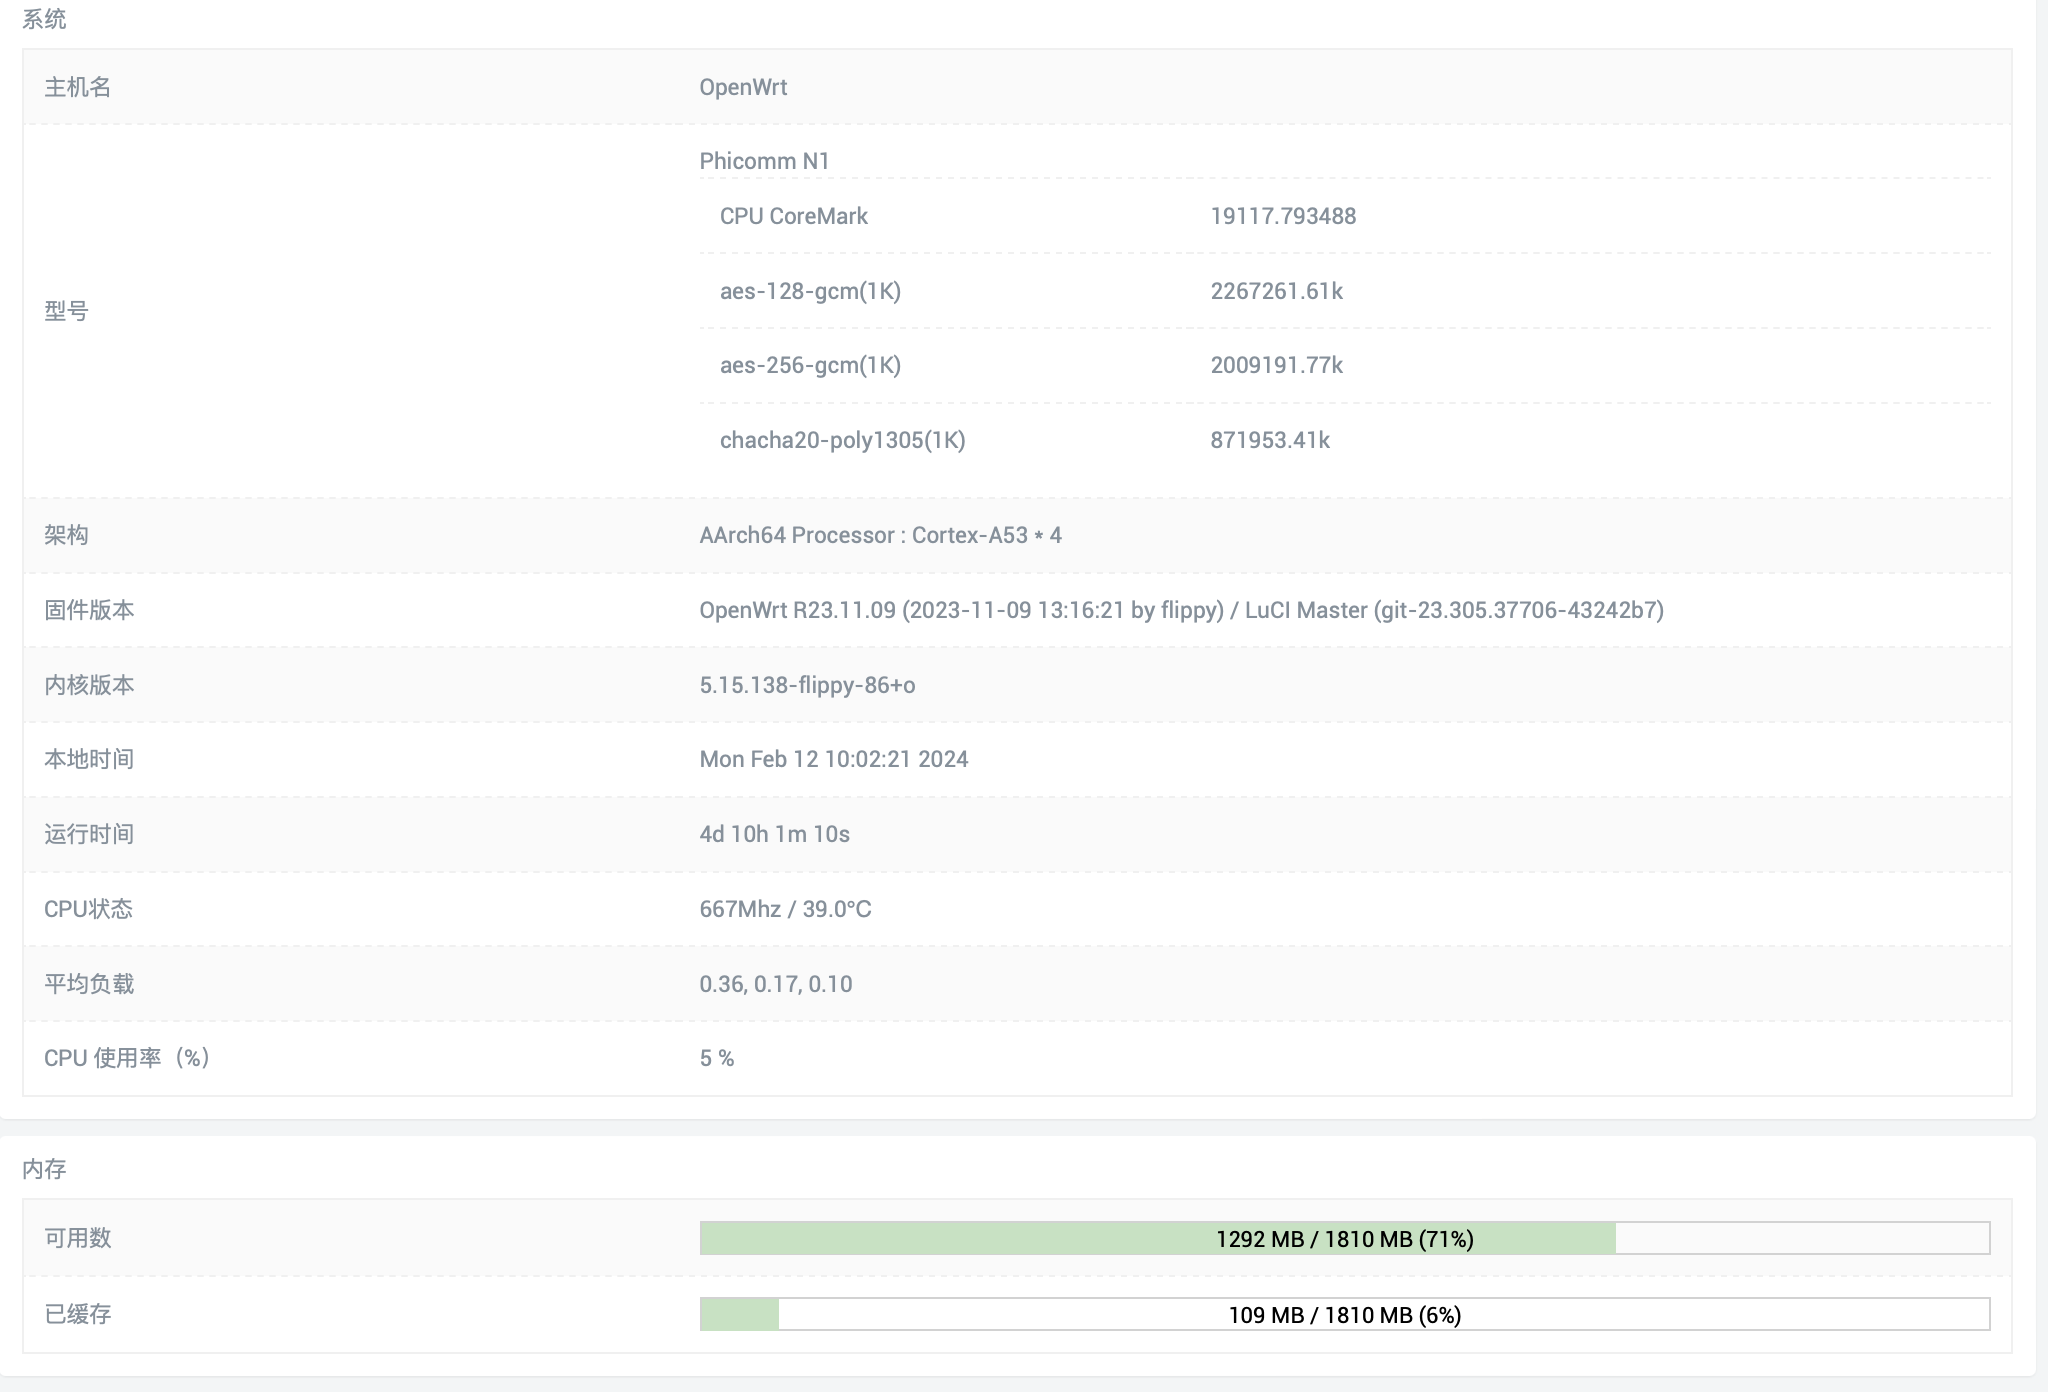 系统
主机名 OpenWrt
型号 Phicomm N1
CPU CoreMark 19117.793488
aes-128-gcm(1K) 2267261.61k
aes-256-gcm(1K) 2009191.77k
chacha20-poly1305(1K) 871953.41k
架构 AArch64 Processor : Cortex-A53 * 4
固件版本 OpenWrt R23.11.09 (2023-11-09 13:16:21 by flippy) / LuCI Master (git-23.305.37706-43242b7)
内核版本 5.15.138-flippy-86+o
本地时间 Mon Feb 12 10:02:21 2024
运行时间 4d 10h 1m 10s
CPU状态 667Mhz / 39.0°C
平均负载 0.36, 0.17, 0.10
CPU 使用率（%） 5 %
内存
可用数 1292 MB / 1810 MB (71%)
已缓存 109 MB / 1810 MB (6%)